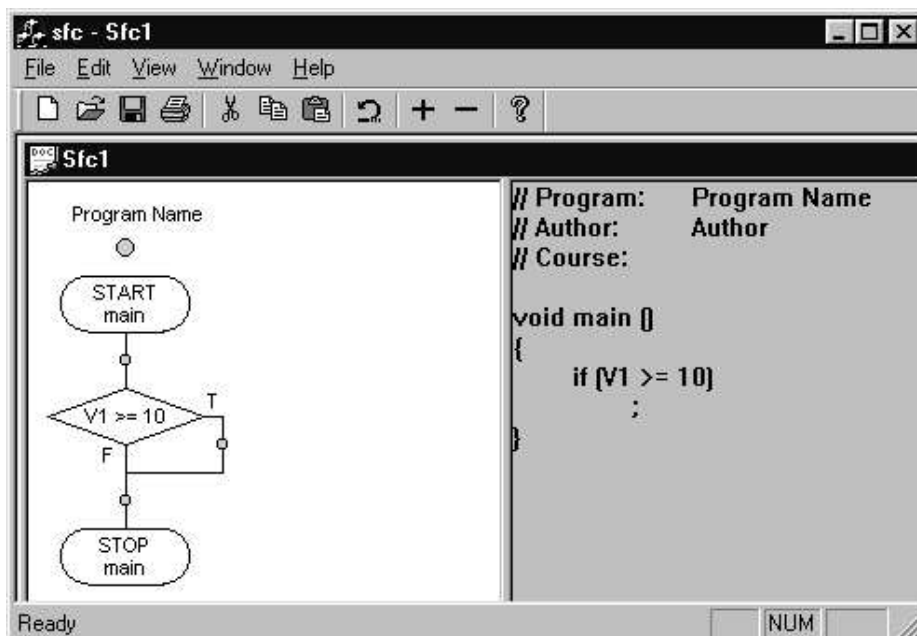 sfc - Sfc1
File Edit View Window Help
Sfc1
Program Name
START
main
V1 >= 10
T
F
STOP
main
// Program: Program Name
// Author: Author
// Course:
void main ()
{
if (V1 >= 10)
;
}
Ready
NUM